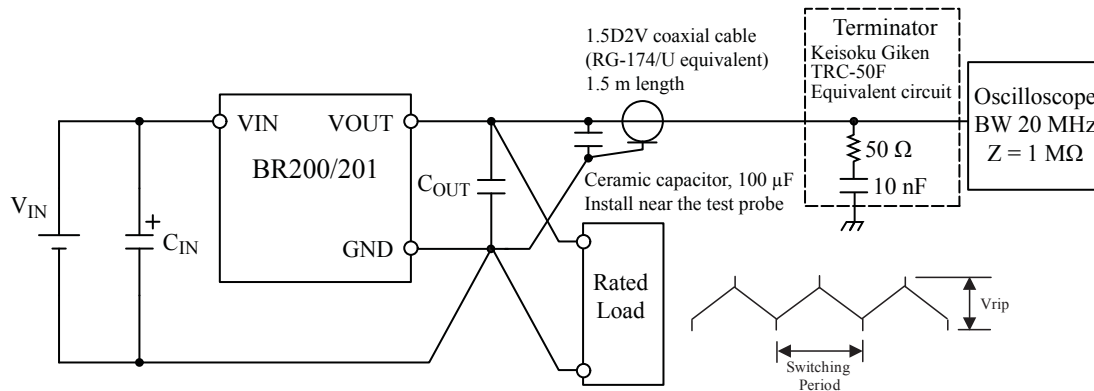 1.5D2V coaxial cable
(RG-174/U equivalent)
1.5 m length
Terminator
Keisoku Giken
TRC-50F
Equivalent circuit
Oscilloscope
BW 20 MHz
Z = 1 MΩ
VIN
VOUT
BR200/201
GND
50 Ω
10 nF
Ceramic capacitor, 100 µF
Install near the test probe
COUT
VIN
+
CIN
Rated
Load
Vrip
Switching
Period